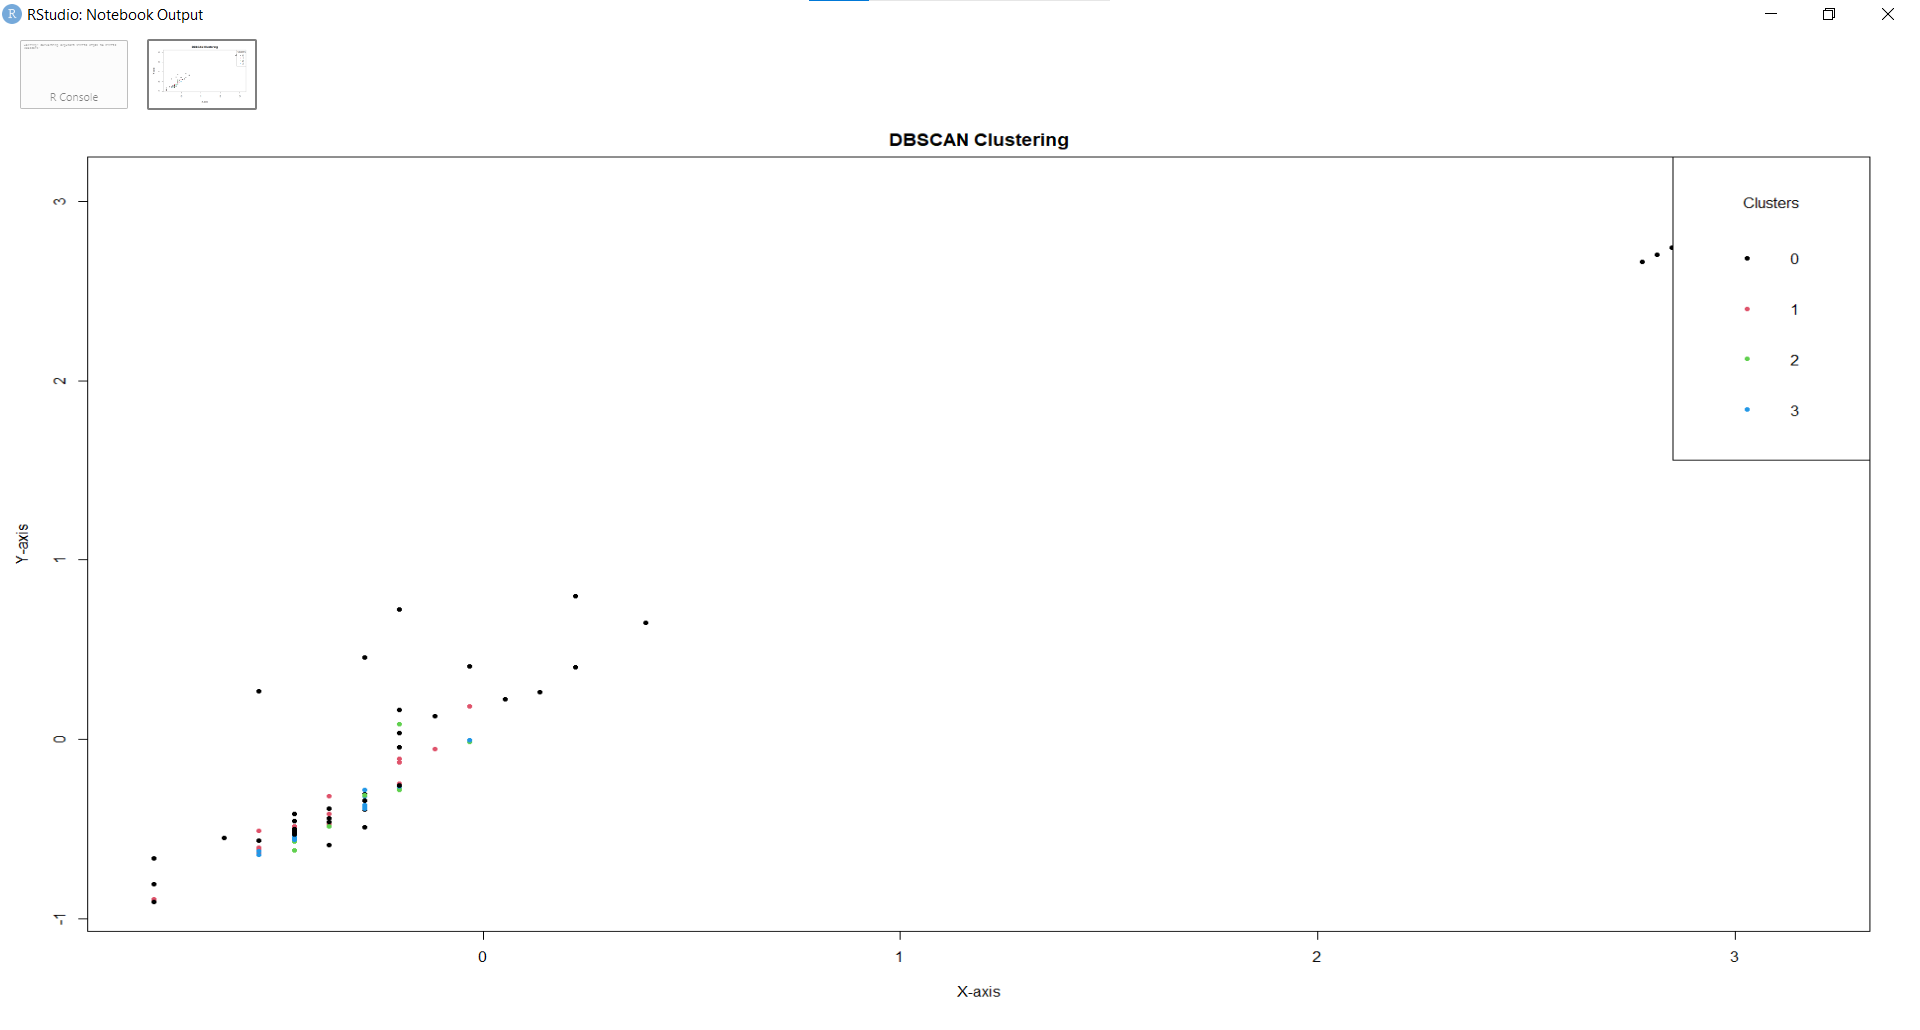 R RStudio: Notebook Output
R Console
DBSCAN Clustering
Clusters
0
1
2
3
3
2
1
0
-1
Y-axis
0
1
2
3
X-axis